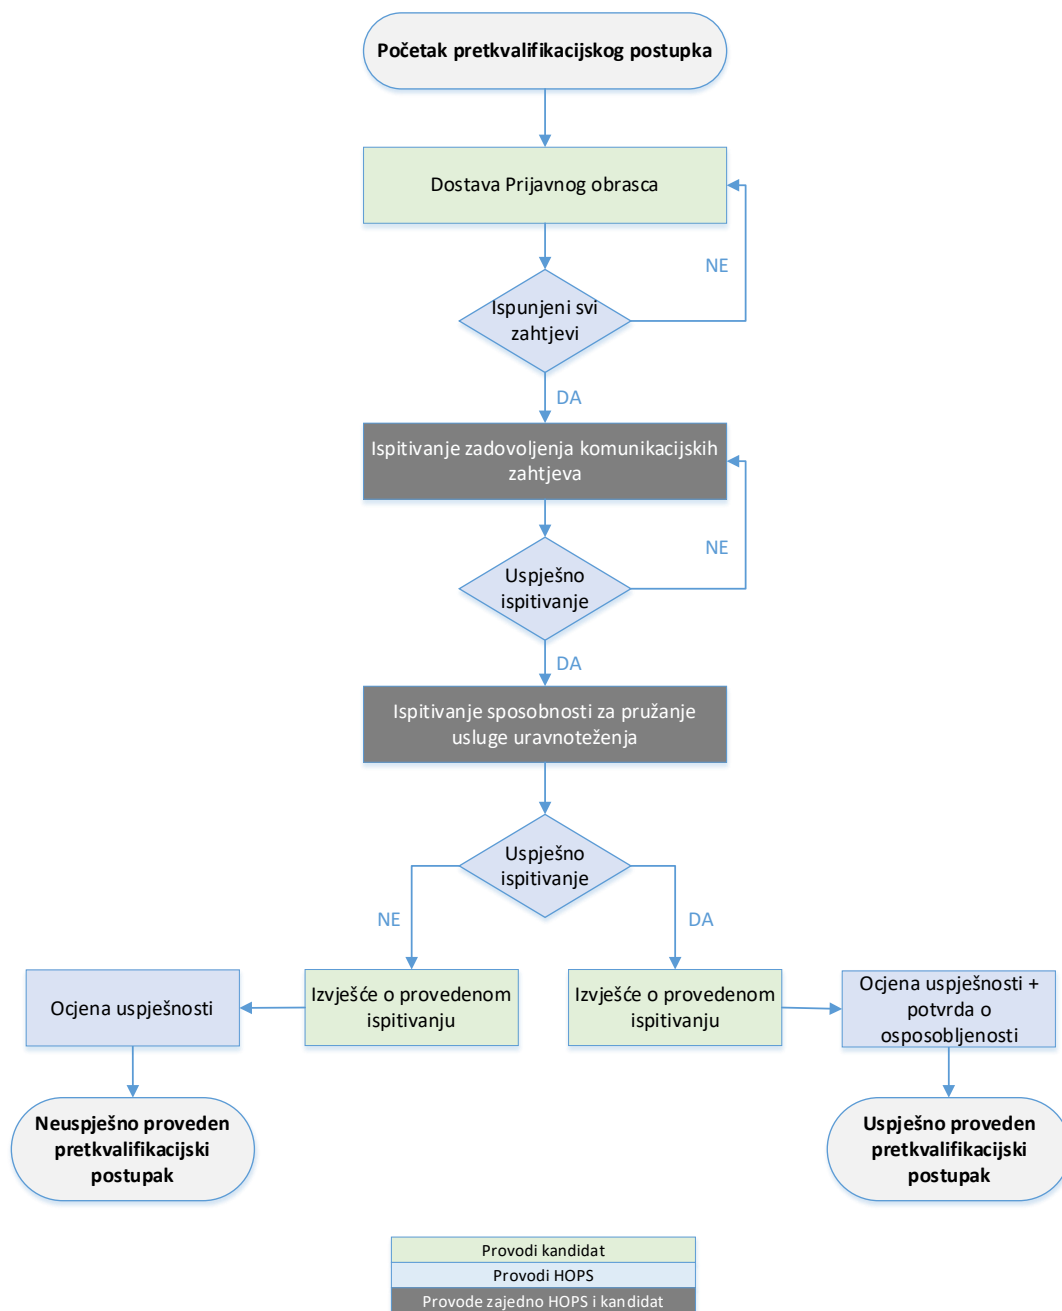 Početak pretkvalifikacijskog postupka
Dostava Prijavnog obrasca
NE
Ispunjeni svi
zahtjevi
DA
Ispitivanje zadovoljenja komunikacijskih
zahtjeva
NE
Uspješno
ispitivanje
DA
Ispitivanje sposobnosti za pružanje
usluge uravnoteženja
Uspješno
ispitivanje
NE
DA
Ocjena uspješnosti
Izvješće o provedenom
ispitivanju
Izvješće o provedenom
ispitivanju
Ocjena uspješnosti +
potvrda o
osposobljenosti
Neuspješno proveden
pretkvalifikacijski
postupak
Uspješno proveden
pretkvalifikacijski
postupak
Provodi kandidat
Provodi HOPS
Provode zajedno HOPS i kandidat